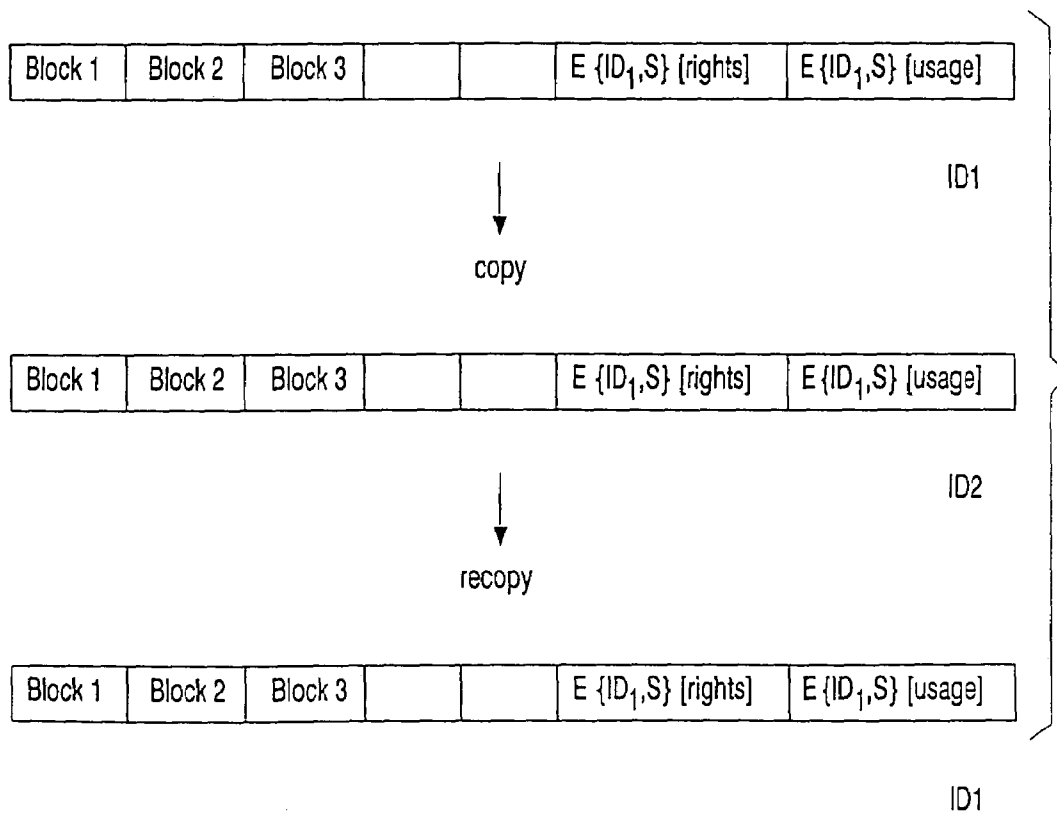 Block 1 Block 2 Block 3 E {ID₁,S} [rights] E {ID₁,S} [usage]
ID1
copy
Block 1 Block 2 Block 3 E {ID₁,S} [rights] E {ID₁,S} [usage]
ID2
recopy
Block 1 Block 2 Block 3 E {ID₁,S} [rights] E {ID₁,S} [usage]
ID1